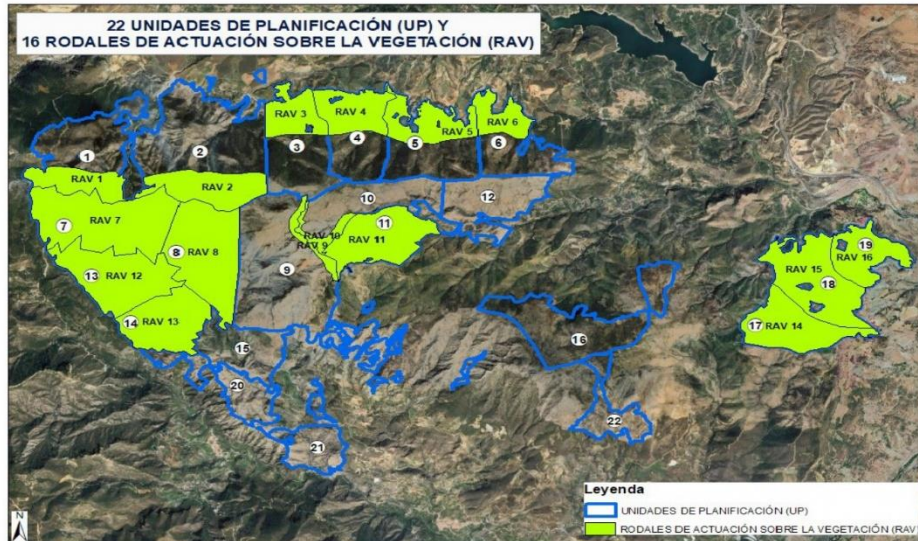 22 UNIDADES DE PLANIFICACIÓN (UP) Y
16 RODALES DE ACTUACIÓN SOBRE LA VEGETACIÓN (RAV)
RAV 3
RAV 4
RAV 5
RAV 6
1
2
3
4
5
6
RAV 1
RAV 2
10
12
RAV 7
7
8
RAV 8
11
RAV 10
RAV 9
RAV 11
9
19
RAV 16
RAV 15
18
13
RAV 12
14
RAV 13
17
RAV 14
15
16
20
21
22
N
Leyenda
UNIDADES DE PLANIFICACIÓN (UP)
RODALES DE ACTUACIÓN SOBRE LA VEGETACIÓN (RAV)